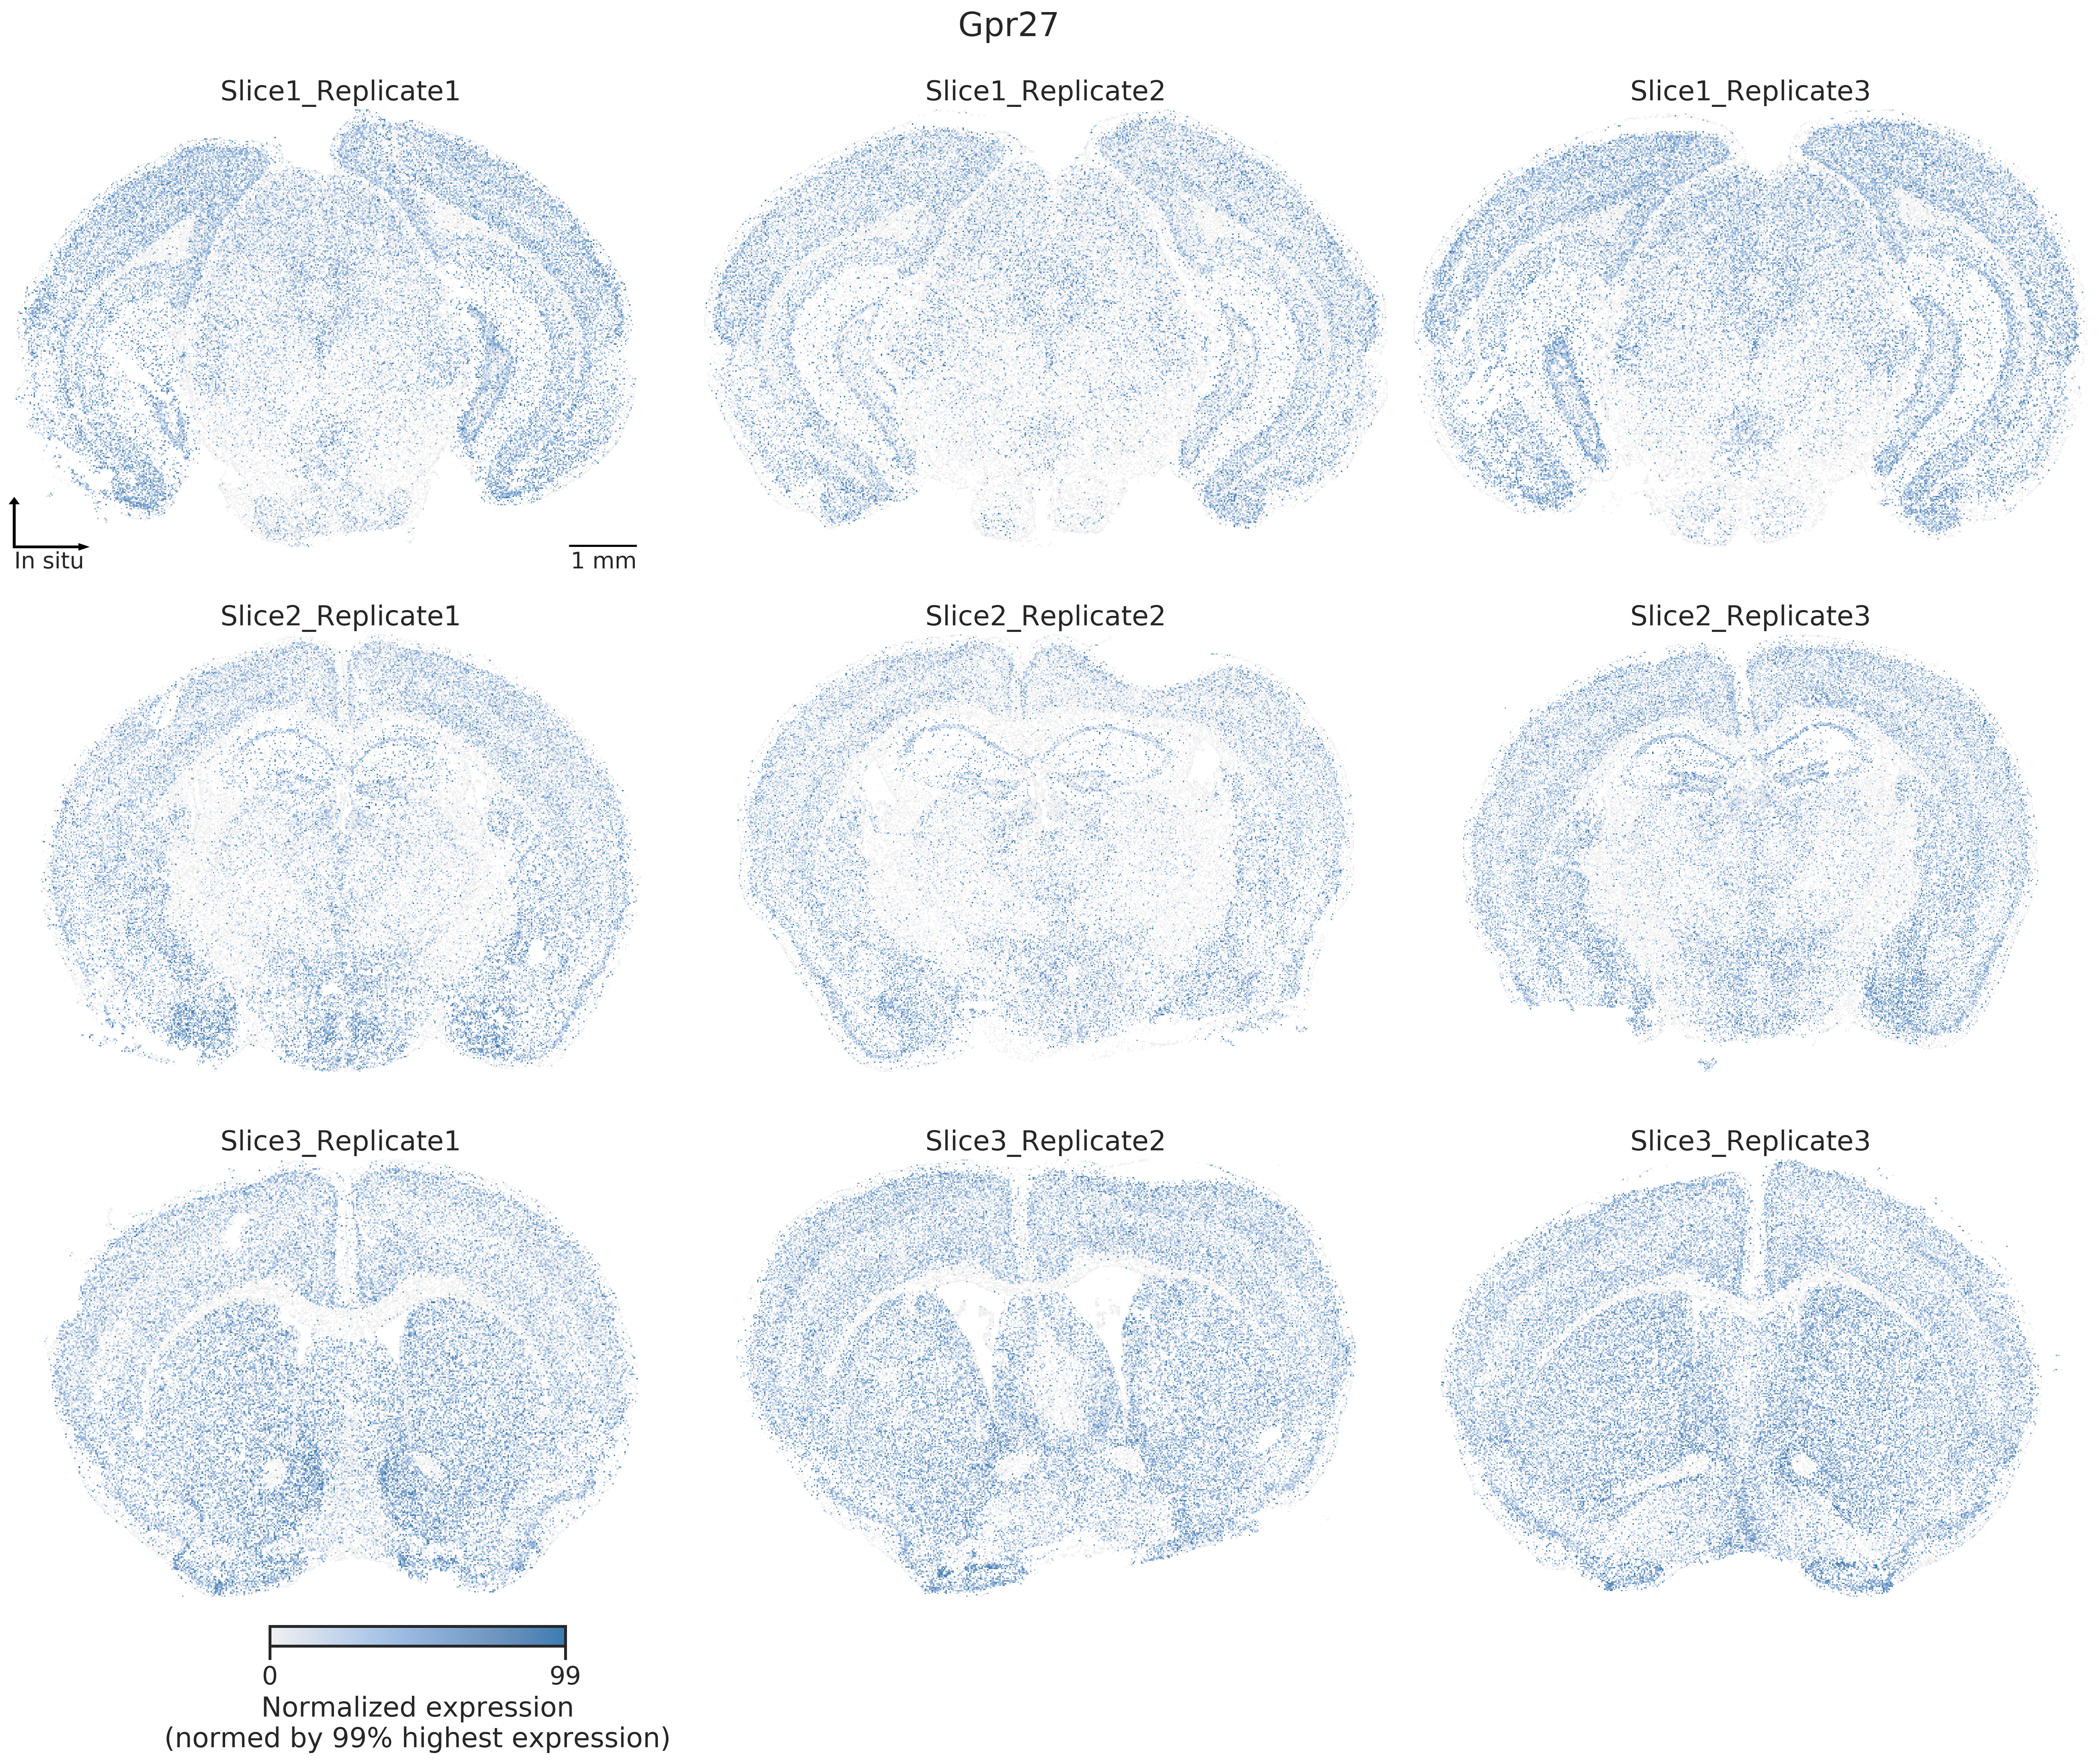 Gpr27
Slice1_Replicate1
Slice1_Replicate2
Slice1_Replicate3
In situ
1 mm
Slice2_Replicate1
Slice2_Replicate2
Slice2_Replicate3
Slice3_Replicate1
Slice3_Replicate2
Slice3_Replicate3
0
99
Normalized expression
(normed by 99% highest expression)